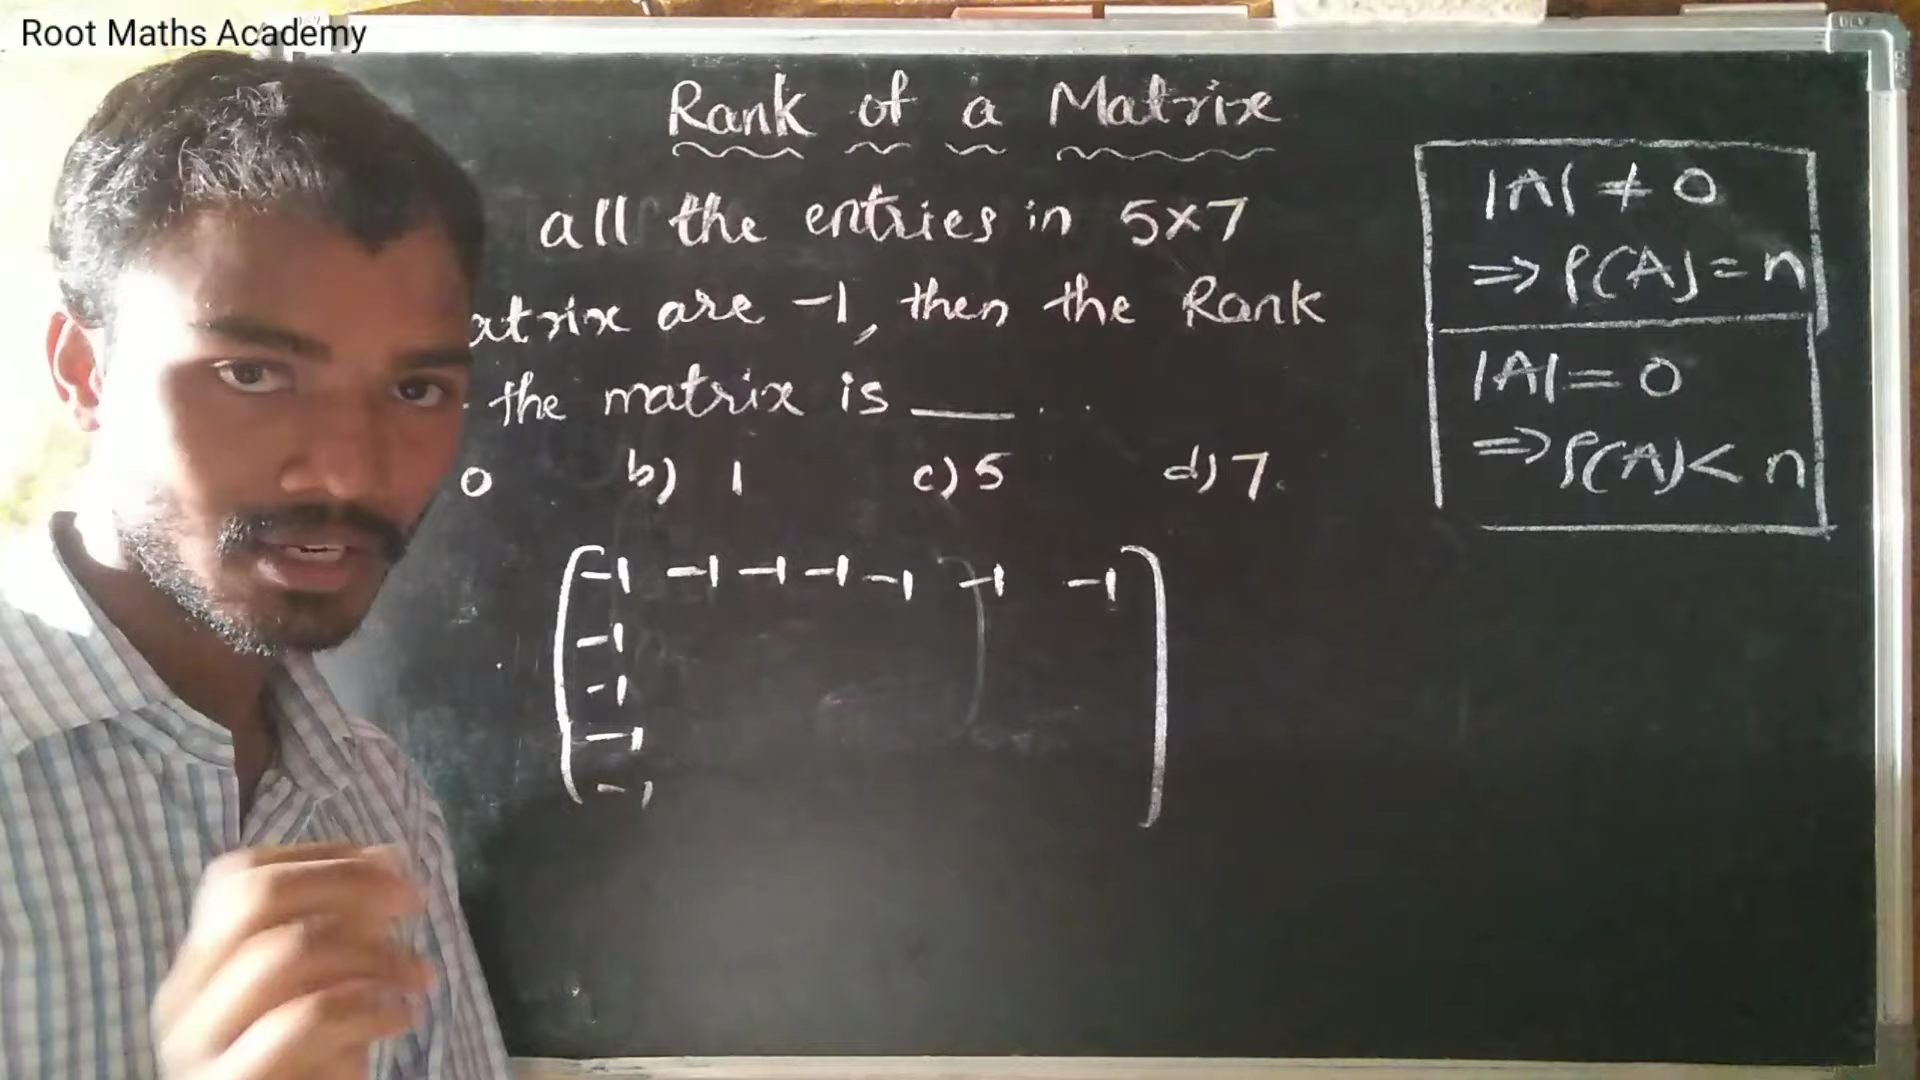 Root Maths Academy
Rank of a Matrix
all the entries in 5×7
atrix are -1, then the Rank
the matrix is ____
0 b) 1 c) 5 d) 7
-1 -1 -1 -1 -1 -1 -1
-1
-1
-1
-1
|A| ≠ 0
⇒ ρ(A) = n
|A| = 0
⇒ ρ(A) < n